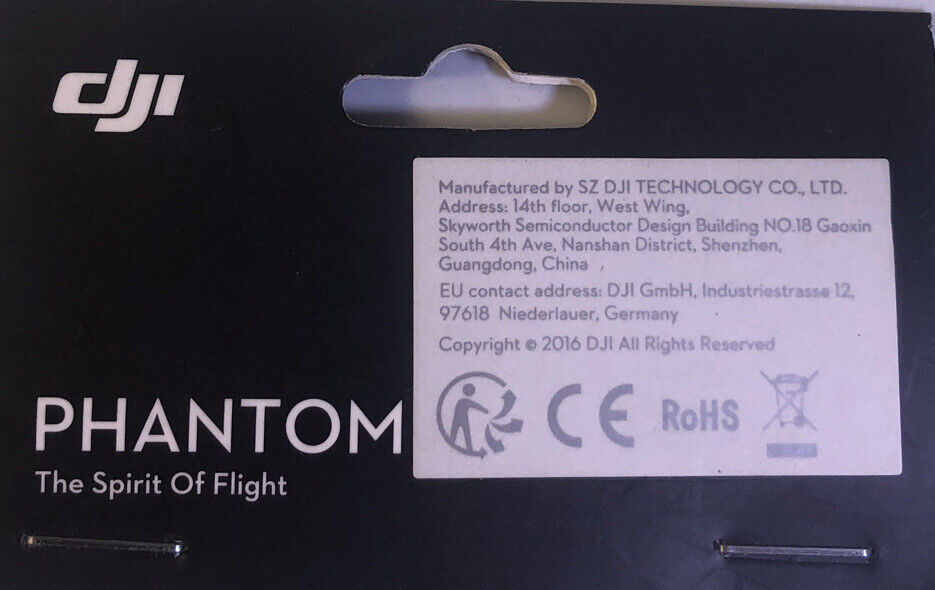 dji
Manufactured by SZ DJI TECHNOLOGY CO., LTD.
Address: 14th floor, West Wing,
Skyworth Semiconductor Design Building NO.18 Gaoxin
South 4th Ave, Nanshan District, Shenzhen,
Guangdong, China
EU contact address: DJI GmbH, Industriestrasse 12,
97618 Niederlauer, Germany
Copyright © 2016 DJI All Rights Reserved
CE RoHS
PHANTOM
The Spirit Of Flight